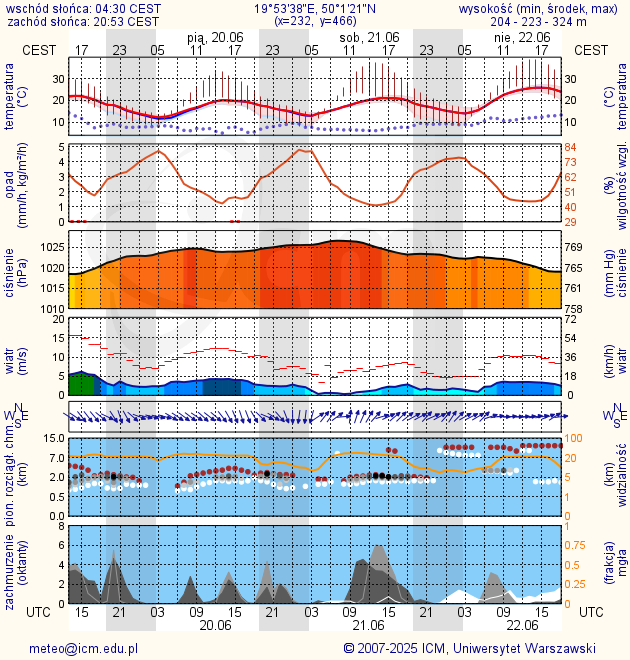 wschód słońca: 04:30 CEST 19°53'38"E, 50°1'21"N wysokość (min, środek, max)
zachód słońca: 20:53 CEST (x=232, y=466) 204 - 223 - 324 m
pią, 20.06 sob, 21.06 nie, 22.06
CEST 17 23 05 11 17 23 05 11 17 23 05 11 17 CEST
temperatura (°C) 30 20 10 30 20 10 temperatura (°C)
opad (mm/h, kg/m²/h) 5 4 3 2 1 0 84 73 62 51 40 29 (%) wilgotność wzgl.
ciśnienie (hPa) 1025 1020 1015 1010 769 765 761 758 (mm Hg) ciśnienie
wiatr (m/s) 20 15 10 5 0 72 54 36 18 0 (km/h) wiatr
N W E S N W E S
pion. rozciągł. chm. (km) 15.0 7.0 2.0 0.5 0.0 100 20 5 1 0 (km) widzialność
zachmurzenie (oktanty) 8 6 4 2 0 1 0.75 0.5 0.25 0 (frakcja) mgła
UTC 15 21 03 09 15 21 03 09 15 21 03 09 15 UTC
20.06 21.06 22.06
meteo@icm.edu.pl © 2007-2025 ICM, Uniwersytet Warszawski